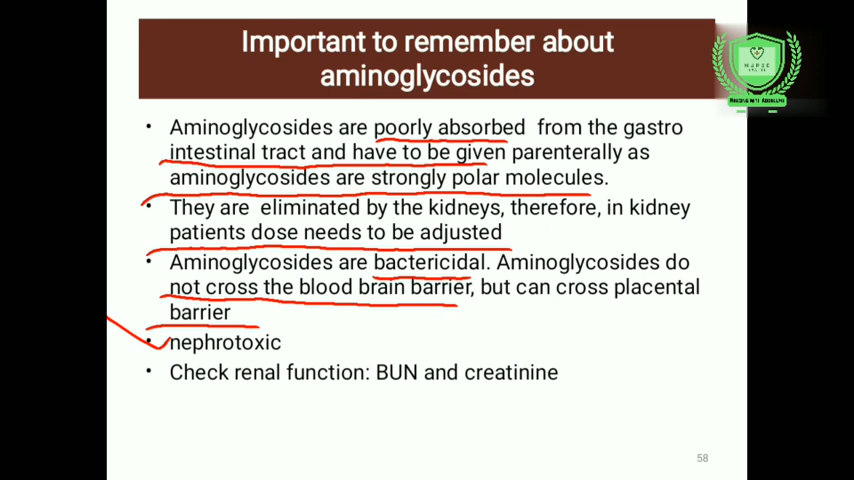 Important to remember about
aminoglycosides
NURSE
• Aminoglycosides are poorly absorbed from the gastro
intestinal tract and have to be given parenterally as
aminoglycosides are strongly polar molecules.
• They are eliminated by the kidneys, therefore, in kidney
patients dose needs to be adjusted
• Aminoglycosides are bactericidal. Aminoglycosides do
not cross the blood brain barrier, but can cross placental
barrier
• nephrotoxic
• Check renal function: BUN and creatinine
58